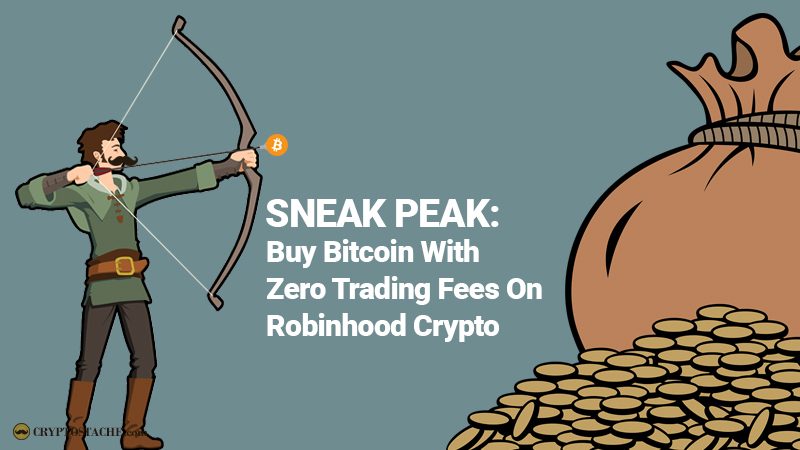 SNEAK PEAK:
Buy Bitcoin With
Zero Trading Fees On
Robinhood Crypto
CRYPTOSTACHE.com